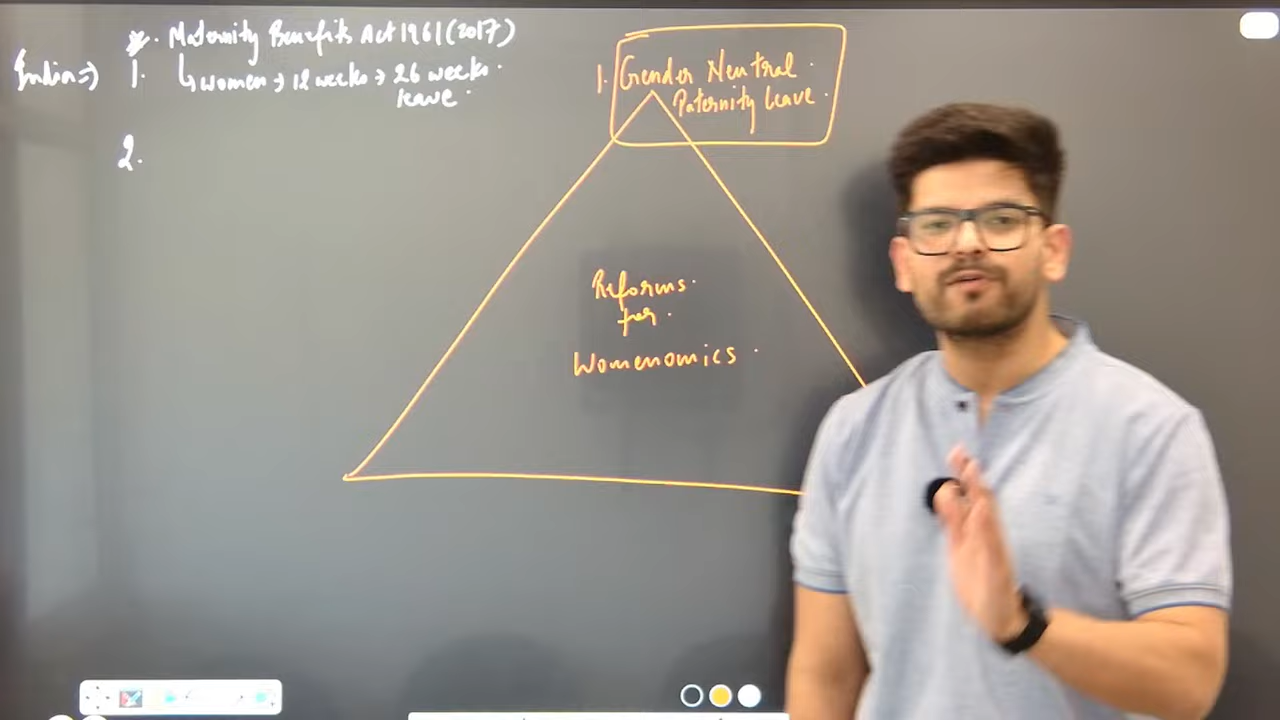 Maternity Benefits Act 1961 (2017)
India => 1. ↳ women → 12 weeks → 26 weeks
leave.
2.
1. Gender Neutral
Paternity leave.
Reforms
for
Womenomics